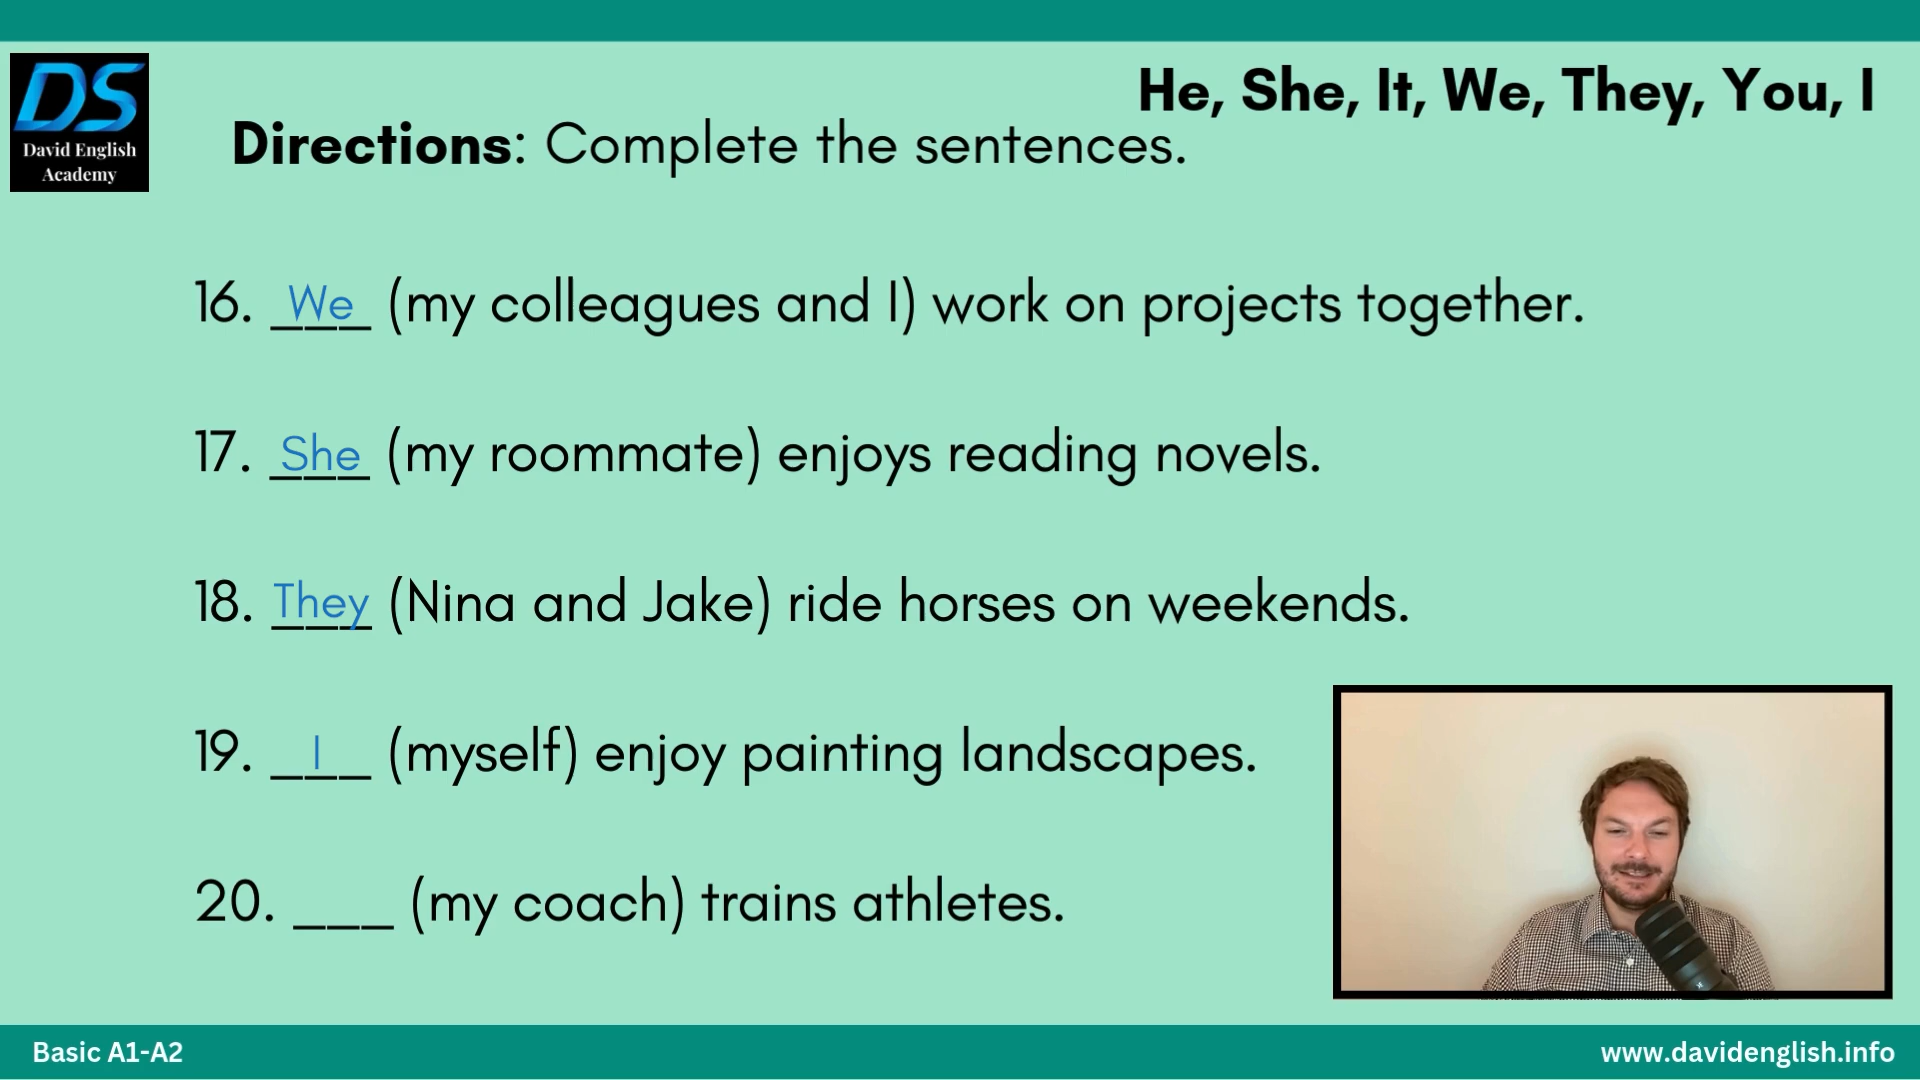 DS
David English
Academy
He, She, It, We, They, You, I
Directions: Complete the sentences.
16. We (my colleagues and I) work on projects together.
17. She (my roommate) enjoys reading novels.
18. They (Nina and Jake) ride horses on weekends.
19. I (myself) enjoy painting landscapes.
20. ___ (my coach) trains athletes.
Basic A1-A2
www.davidenglish.info